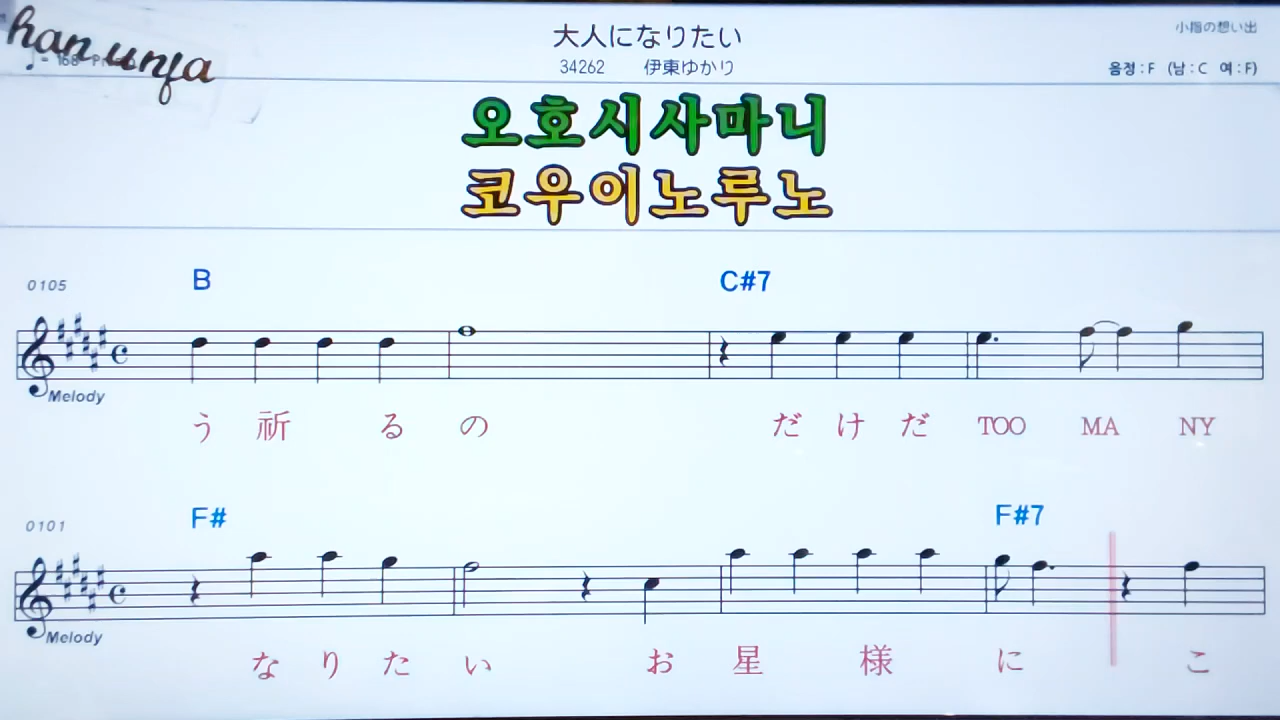 han unja
大人になりたい
小指の想い出
34262 伊東ゆかり
음정 : F (남 : C 여 : F)
오호시사마니
코우이노루노
0105 B C#7
Melody
う 祈 る の だ け だ TOO MA NY
0101 F# F#7
Melody
な り た い お 星 様 に こ